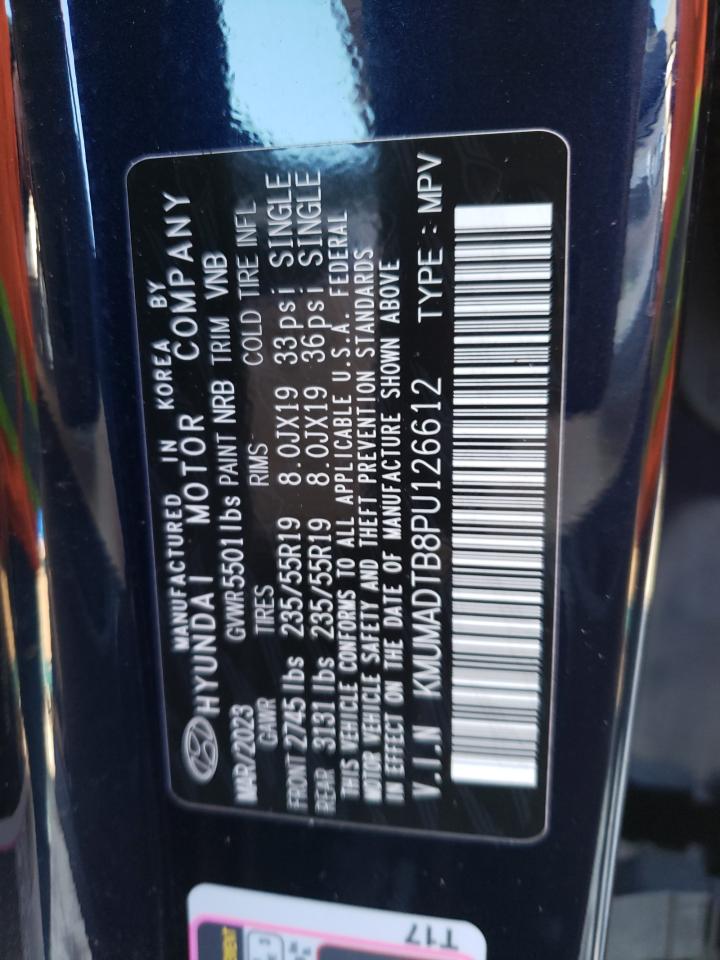 MANUFACTURED IN KOREA BY
HYUNDAI MOTOR COMPANY
MAR/2023 GVWR 5501 lbs PAINT NRB TRIM VNB
GAWR TIRES RIMS COLD TIRE INFL
FRONT 2745 lbs 235/55R19 8.0JX19 33psi SINGLE
REAR 3131 lbs 235/55R19 8.0JX19 36psi SINGLE
THIS VEHICLE CONFORMS TO ALL APPLICABLE U.S.A. FEDERAL
MOTOR VEHICLE SAFETY AND THEFT PREVENTION STANDARDS
IN EFFECT ON THE DATE OF MANUFACTURE SHOWN ABOVE
V.I.N KMUMADTB8PU126612 TYPE : MPV
T17